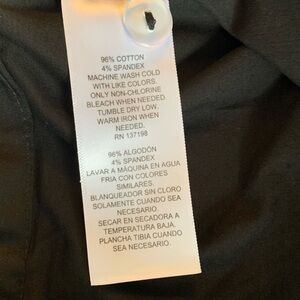 96% COTTON
4% SPANDEX
MACHINE WASH COLD
WITH LIKE COLORS.
ONLY NON-CHLORINE
BLEACH WHEN NEEDED.
TUMBLE DRY LOW.
WARM IRON WHEN
NEEDED.
RN 137198
96% ALGODÓN
4% SPANDEX
LAVAR A MÁQUINA EN AGUA
FRIA CON COLORES
SIMILARES.
BLANQUEADOR SIN CLORO
SOLAMENTE CUANDO SEA
NECESARIO.
SECAR EN SECADORA A
TEMPERATURA BAJA.
PLANCHA TIBIA CUANDO
SEA NECESARIO.